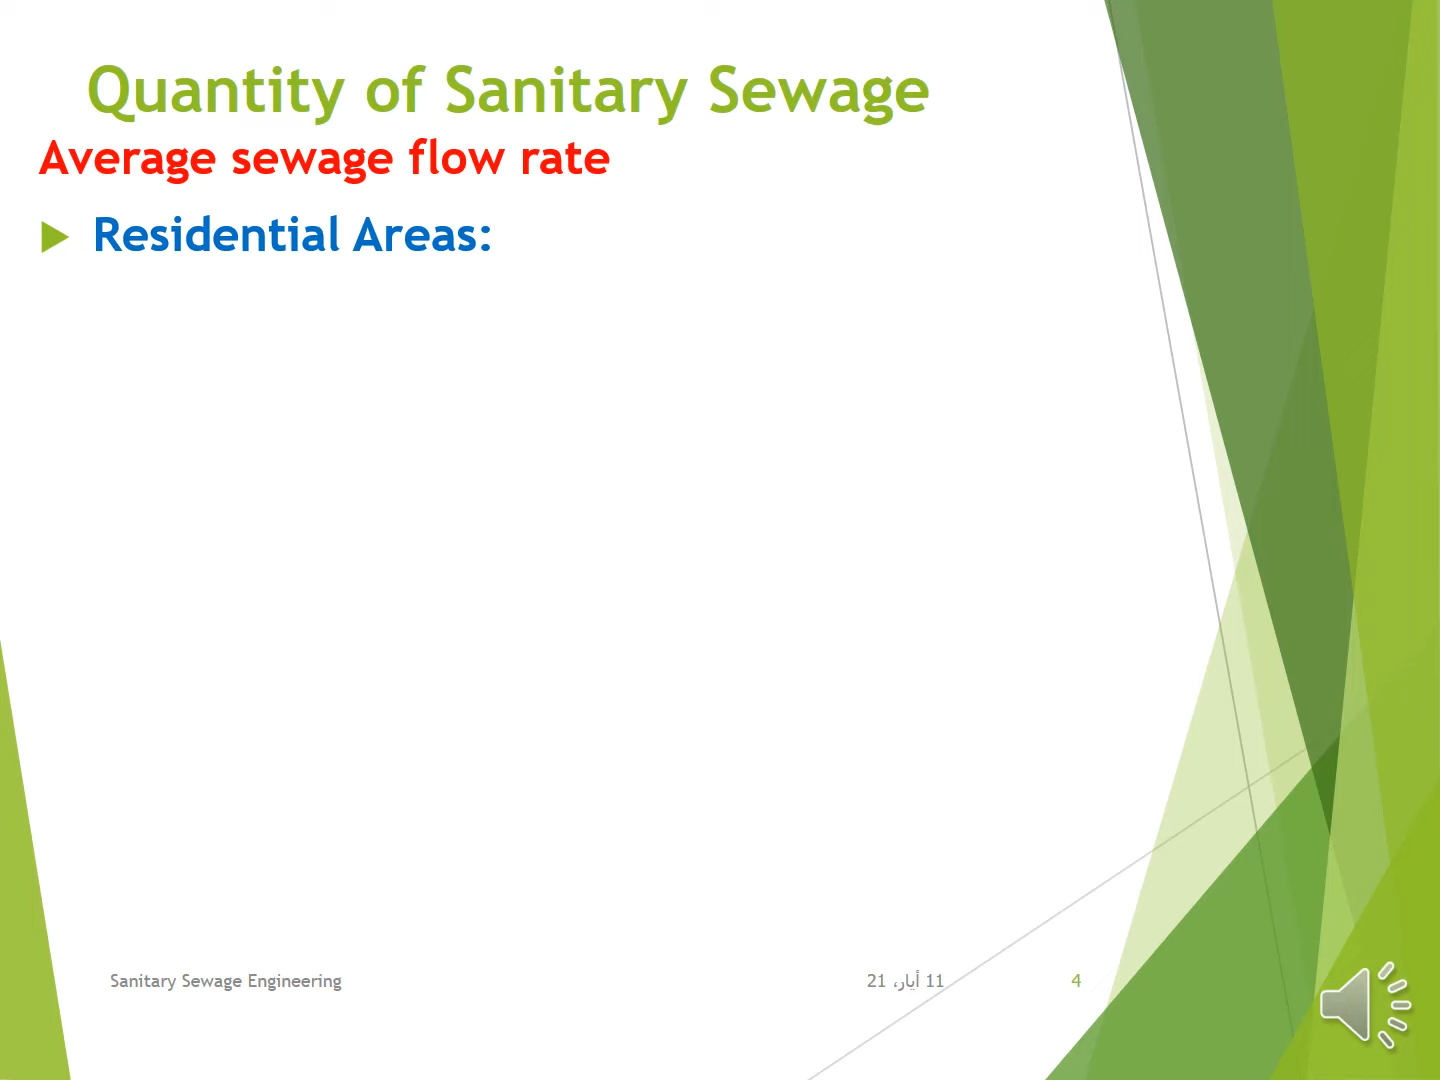 Quantity of Sanitary Sewage
Average sewage flow rate
Residential Areas:
Sanitary Sewage Engineering
11 أيار، 21
4